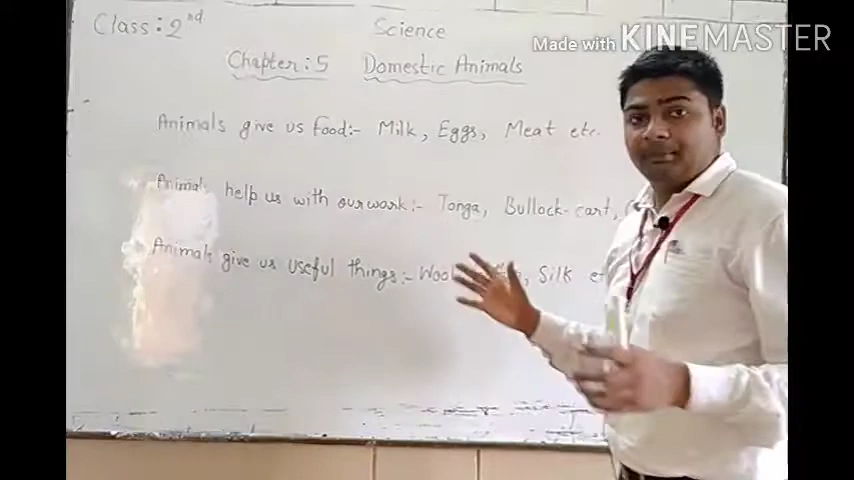 Class:2nd Science
Made with KINEMASTER
Chapter:5 Domestic Animals
Animals give us food:- Milk, Eggs, Meat etc.
Animals help us with our work:- Tonga, Bullock-cart,
Animals give us useful things:- Wool Silk